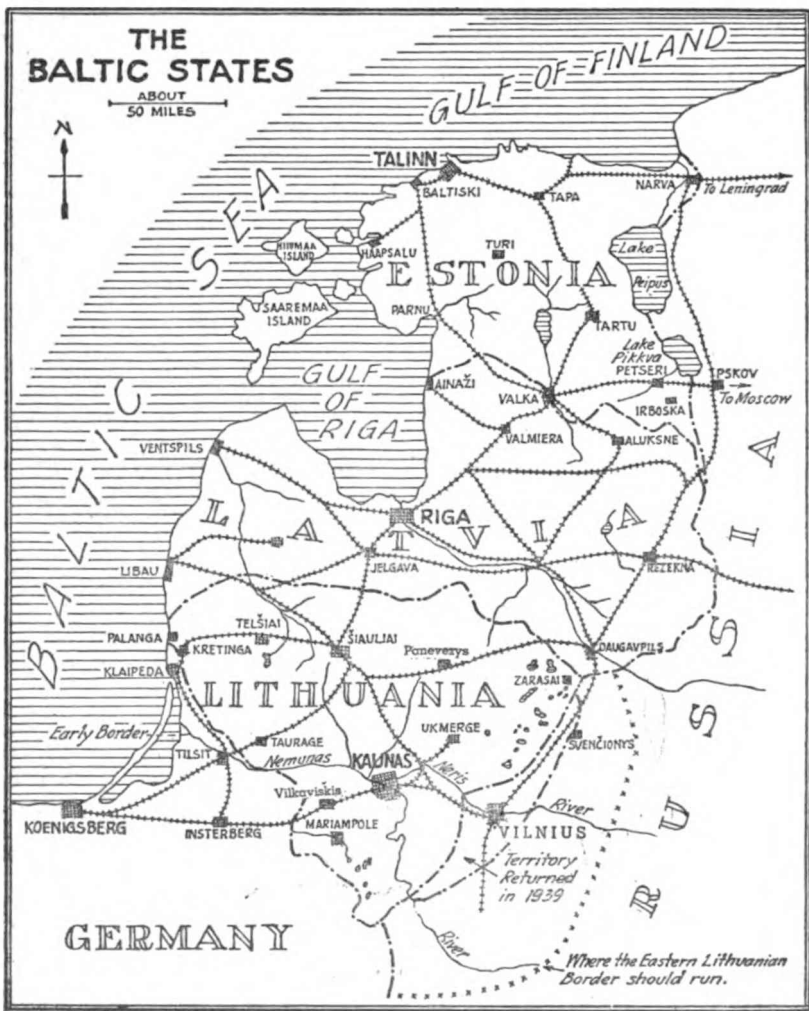 THE
BALTIC STATES
ABOUT
50 MILES
N
GULF OF FINLAND
BALTIC SEA
TALINN
BALTISKI
TAPA
NARVA
To Leningrad
HIIUMAA
ISLAND
HAAPSALU
TURI
Lake
Peipus
ESTONIA
SAAREMAA
ISLAND
PARNU
TARTU
Lake
Pikkva
PETSERI
PSKOV
To Moscow
GULF
OF
RIGA
AINAŽI
VALKA
IRBOSKA
VENTSPILS
VALMIERA
ALUKSNE
RIGA
LATVIA
LIBAU
JELGAVA
REZEKNA
RUSSIA
PALANGA
TELŠIAI
KRETINGA
ŠIAULIAI
Panevezys
DAUGAVPILS
KLAIPEDA
ZARASAI
LITHUANIA
Early Border
UKMERGE
SVENČIONYS
TILSIT
TAURAGE
Nemunas
KAUNAS
Neris
Vilkaviškis
River
KOENIGSBERG
INSTERBERG
MARIAMPOLE
VILNIUS
Territory
Returned
in 1939
GERMANY
River
Where the Eastern Lithuanian
Border should run.